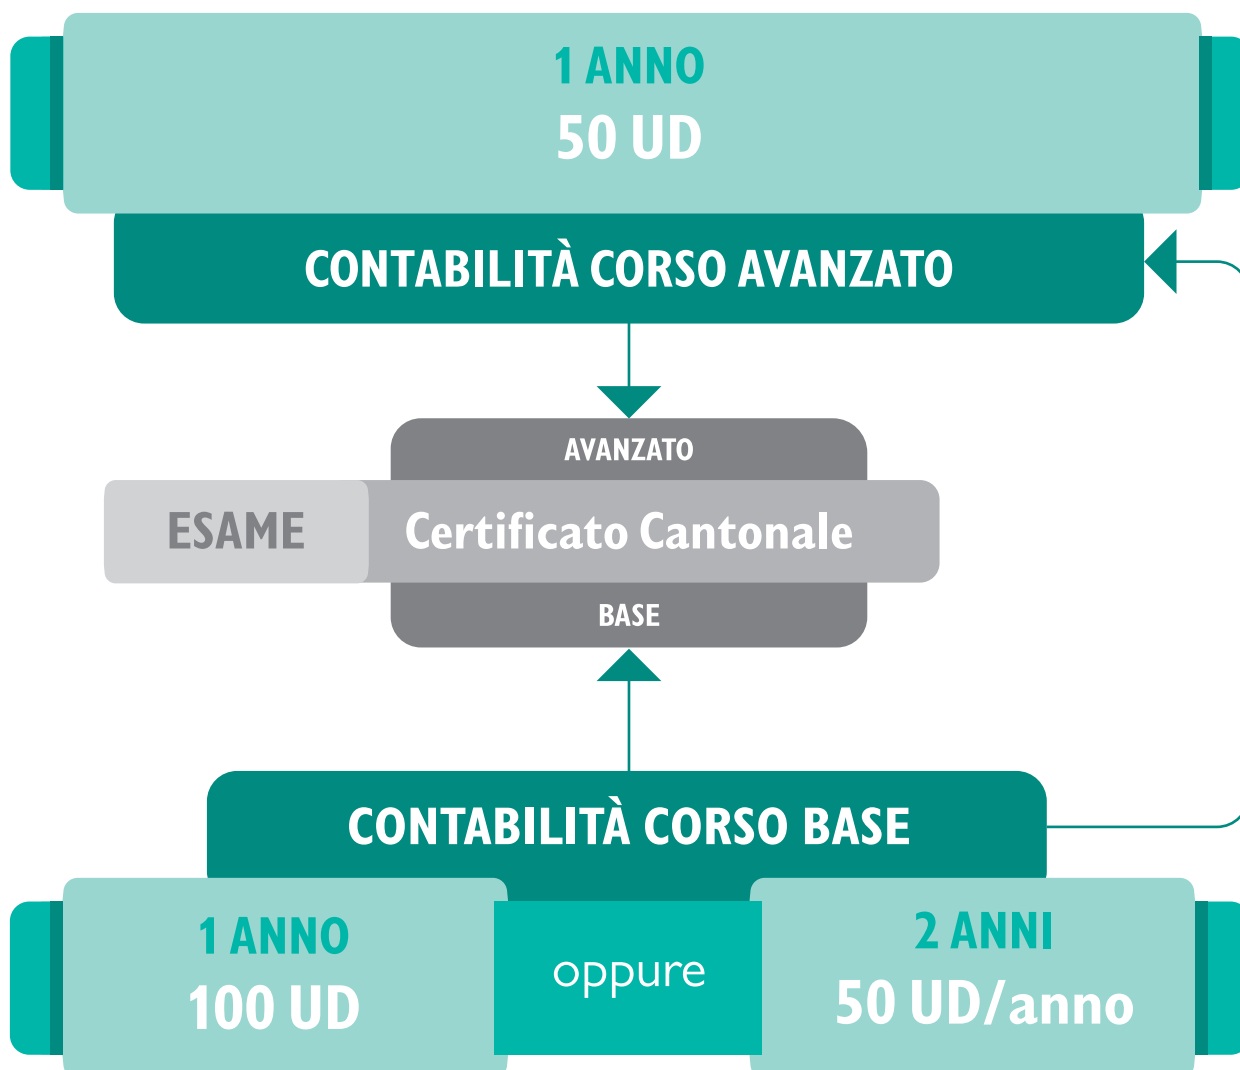 1 ANNO
50 UD
CONTABILITÀ CORSO AVANZATO
AVANZATO
ESAME
Certificato Cantonale
BASE
CONTABILITÀ CORSO BASE
1 ANNO
100 UD
oppure
2 ANNI
50 UD/anno